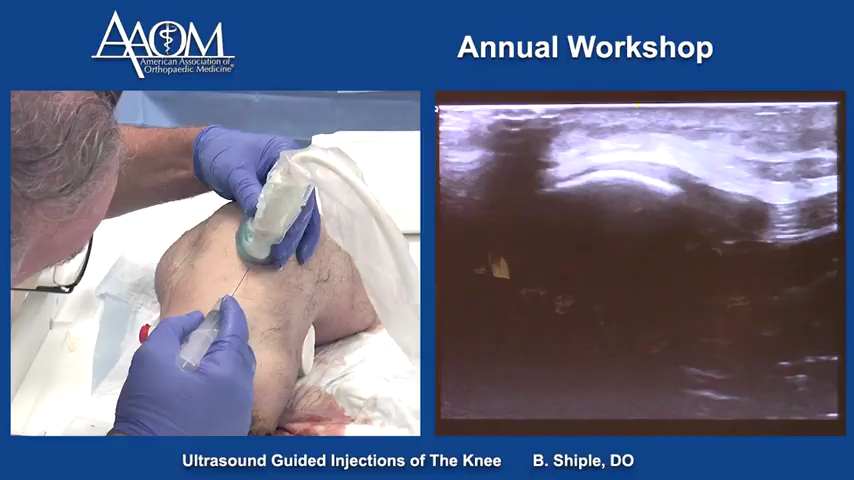 AAOM
American Association of
Orthopaedic Medicine®
Annual Workshop
Ultrasound Guided Injections of The Knee B. Shiple, DO